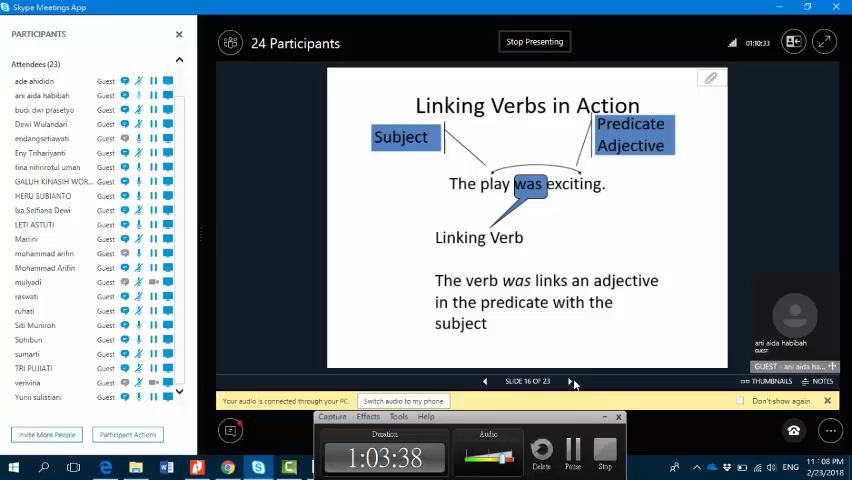 Skype Meetings App
PARTICIPANTS
24 Participants
Stop Presenting
01:10:33
Attendees (23)
ade ahididn Guest
ani aida habibah Guest
budi dwi prasetyo Guest
Dewi Wulandari Guest
endangsetiawati Guest
Eny Trihariyanti Guest
fina nihrirotul umah Guest
GALUH KINASIH WOR... Guest
HERU SUBIANTO Guest
Ixa Selfiana Dewi Guest
LETI ASTUTI Guest
Marlini Guest
mohammad arifin Guest
Mohammad Arifin Guest
mulyadi Guest
raswati Guest
ruhati Guest
Siti Muniroh Guest
Sohibun Guest
sumarti Guest
TRI PUJIATI Guest
verivina Guest
Yunii sulistiani Guest
Invite More People
Participant Actions
Linking Verbs in Action
Subject
Predicate
Adjective
The play was exciting.
Linking Verb
The verb was links an adjective
in the predicate with the
subject
ani aida habibah
GUEST
GUEST - ani aida ha...
SLIDE 16 OF 23
THUMBNAILS
NOTES
Your audio is connected through your PC.
Switch audio to my phone
Don't show again
Capture Effects Tools Help
Duration
1:03:38
Audio
Delete
Pause
Stop
ENG
11:08 PM
2/23/2018